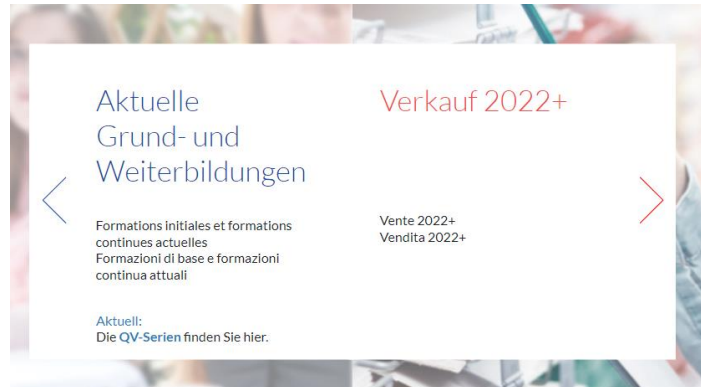 Aktuelle
Grund- und
Weiterbildungen
Formations initiales et formations
continues actuelles
Formazioni di base e formazioni
continua attuali
Aktuell:
Die QV-Serien finden Sie hier.
Verkauf 2022+
Vente 2022+
Vendita 2022+